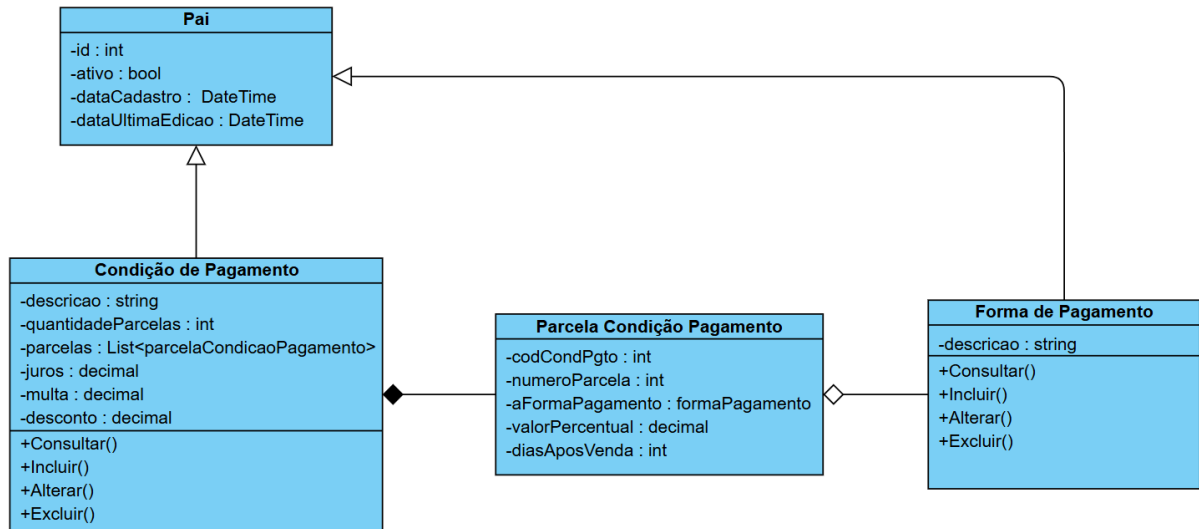 Pai
-id : int
-ativo : bool
-dataCadastro :  DateTime
-dataUltimaEdicao : DateTime
Condição de Pagamento
-descricao : string
-quantidadeParcelas : int
-parcelas : List<parcelaCondicaoPagamento>
-juros : decimal
-multa : decimal
-desconto : decimal
+Consultar()
+Incluir()
+Alterar()
+Excluir()
Parcela Condição Pagamento
-codCondPgto : int
-numeroParcela : int
-aFormaPagamento : formaPagamento
-valorPercentual : decimal
-diasAposVenda : int
Forma de Pagamento
-descricao : string
+Consultar()
+Incluir()
+Alterar()
+Excluir()